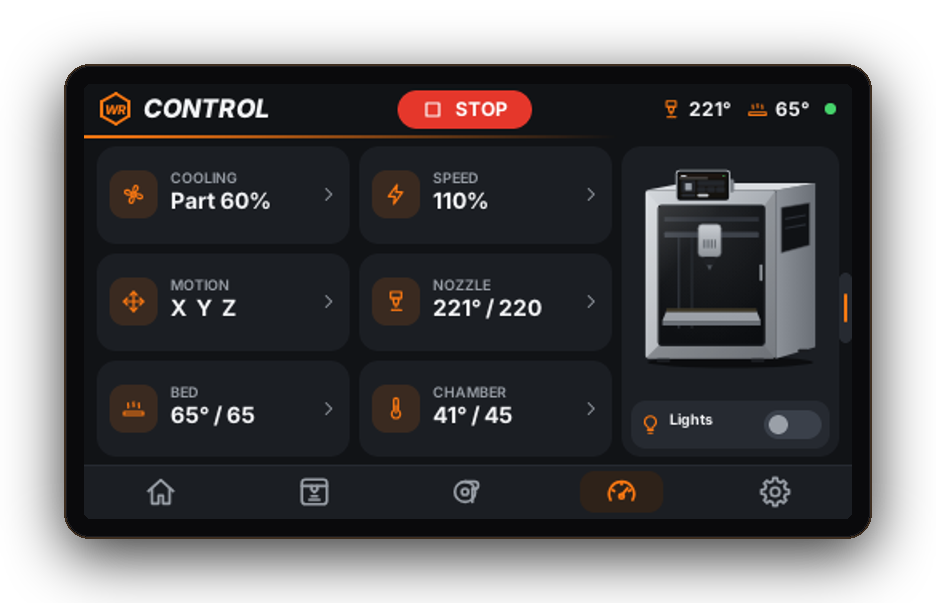 WR CONTROL
STOP
221° 65°
COOLING
Part 60%
SPEED
110%
MOTION
X Y Z
NOZZLE
221° / 220
BED
65° / 65
CHAMBER
41° / 45
Lights